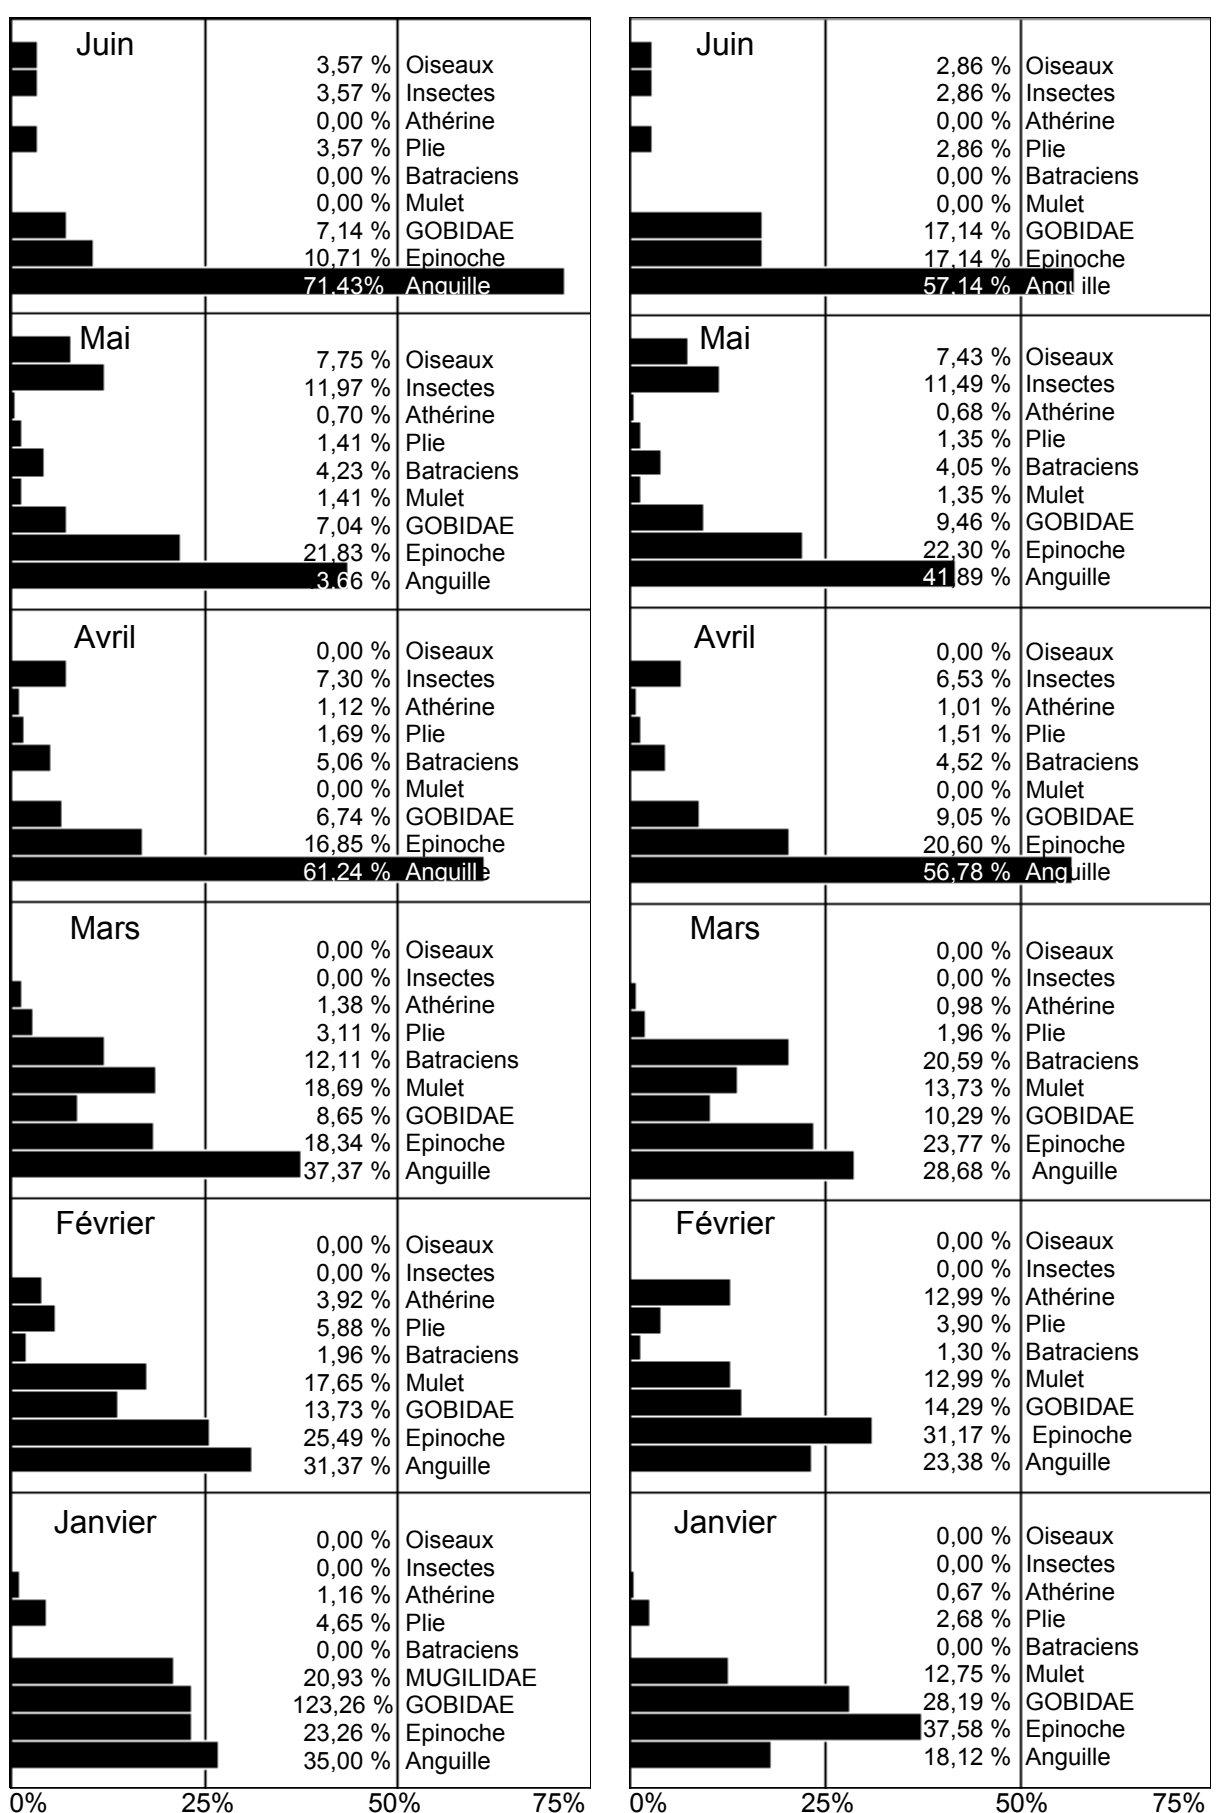 Juin
3,57 % Oiseaux
3,57 % Insectes
0,00 % Athérine
3,57 % Plie
0,00 % Batraciens
0,00 % Mulet
7,14 % GOBIDAE
10,71 % Epinoche
71,43% Anguille
Mai
7,75 % Oiseaux
11,97 % Insectes
0,70 % Athérine
1,41 % Plie
4,23 % Batraciens
1,41 % Mulet
7,04 % GOBIDAE
21,83 % Epinoche
3.66 % Anguille
Avril
0,00 % Oiseaux
7,30 % Insectes
1,12 % Athérine
1,69 % Plie
5,06 % Batraciens
0,00 % Mulet
6,74 % GOBIDAE
16,85 % Epinoche
61,24 % Anguille
Mars
0,00 % Oiseaux
0,00 % Insectes
1,38 % Athérine
3,11 % Plie
12,11 % Batraciens
18,69 % Mulet
8,65 % GOBIDAE
18,34 % Epinoche
37,37 % Anguille
Février
0,00 % Oiseaux
0,00 % Insectes
3,92 % Athérine
5,88 % Plie
1,96 % Batraciens
17,65 % Mulet
13,73 % GOBIDAE
25,49 % Epinoche
31,37 % Anguille
Janvier
0,00 % Oiseaux
0,00 % Insectes
1,16 % Athérine
4,65 % Plie
0,00 % Batraciens
20,93 % MUGILIDAE
123,26 % GOBIDAE
23,26 % Epinoche
35,00 % Anguille
0% 25% 50% 75%
Juin
2,86 % Oiseaux
2,86 % Insectes
0,00 % Athérine
2,86 % Plie
0,00 % Batraciens
0,00 % Mulet
17,14 % GOBIDAE
17,14 % Epinoche
57,14 % Anguille
Mai
7,43 % Oiseaux
11,49 % Insectes
0,68 % Athérine
1,35 % Plie
4,05 % Batraciens
1,35 % Mulet
9,46 % GOBIDAE
22,30 % Epinoche
41,89 % Anguille
Avril
0,00 % Oiseaux
6,53 % Insectes
1,01 % Athérine
1,51 % Plie
4,52 % Batraciens
0,00 % Mulet
9,05 % GOBIDAE
20,60 % Epinoche
56,78 % Anguille
Mars
0,00 % Oiseaux
0,00 % Insectes
0,98 % Athérine
1,96 % Plie
20,59 % Batraciens
13,73 % Mulet
10,29 % GOBIDAE
23,77 % Epinoche
28,68 % Anguille
Février
0,00 % Oiseaux
0,00 % Insectes
12,99 % Athérine
3,90 % Plie
1,30 % Batraciens
12,99 % Mulet
14,29 % GOBIDAE
31,17 % Epinoche
23,38 % Anguille
Janvier
0,00 % Oiseaux
0,00 % Insectes
0,67 % Athérine
2,68 % Plie
0,00 % Batraciens
12,75 % Mulet
28,19 % GOBIDAE
37,58 % Epinoche
18,12 % Anguille
0% 25% 50% 75%